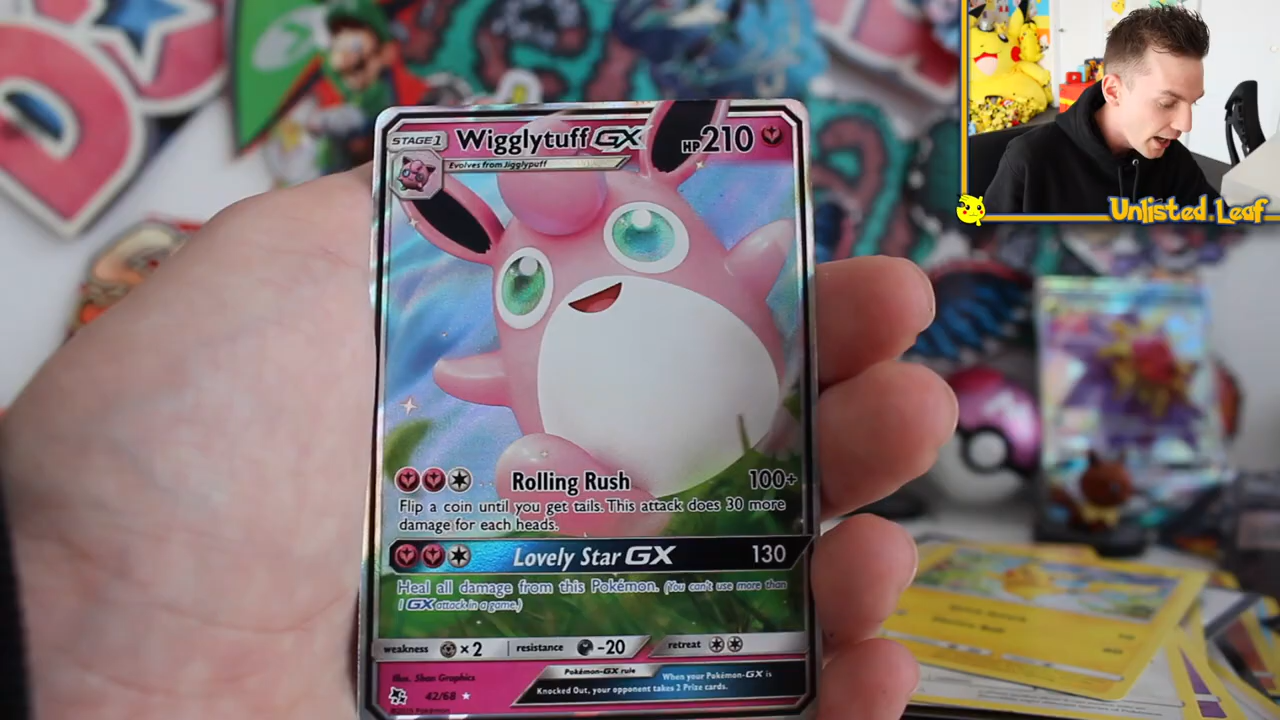 STAGE 1 Wigglytuff GX HP 210
Evolves from Jigglypuff
Unlisted.Leaf
Rolling Rush 100+
Flip a coin until you get tails. This attack does 30 more
damage for each heads.
Lovely Star GX 130
Heal all damage from this Pokémon. (You can't use more than
1 GX attack in a game.)
weakness ×2 resistance -20 retreat
Pokémon-GX rule When your Pokémon-GX is
Knocked Out, your opponent takes 2 Prize cards.
Illus. Shan Graphics
42/68